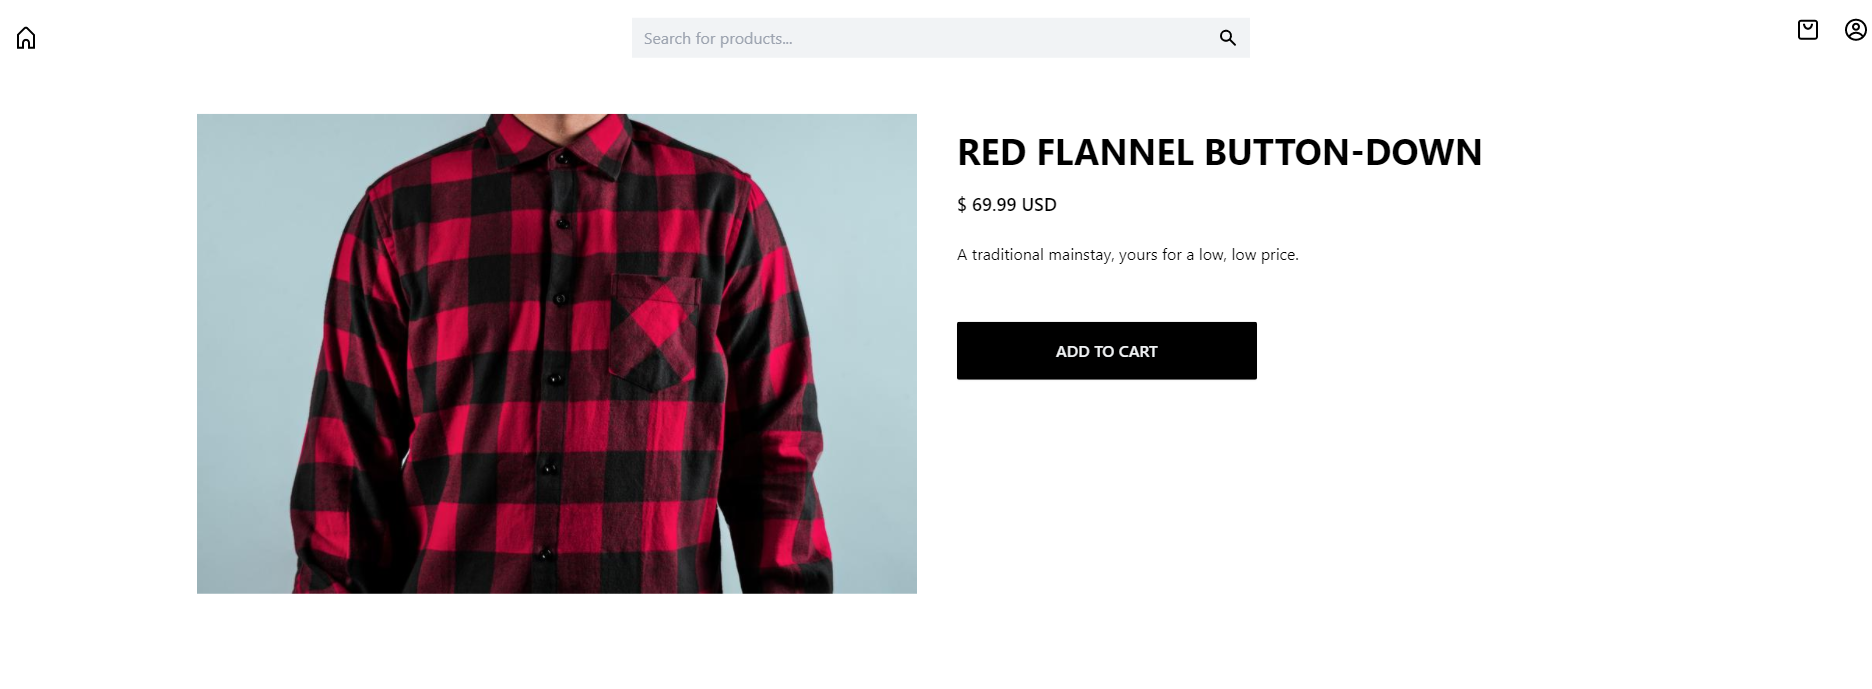 Search for products...
RED FLANNEL BUTTON-DOWN
$ 69.99 USD
A traditional mainstay, yours for a low, low price.
ADD TO CART